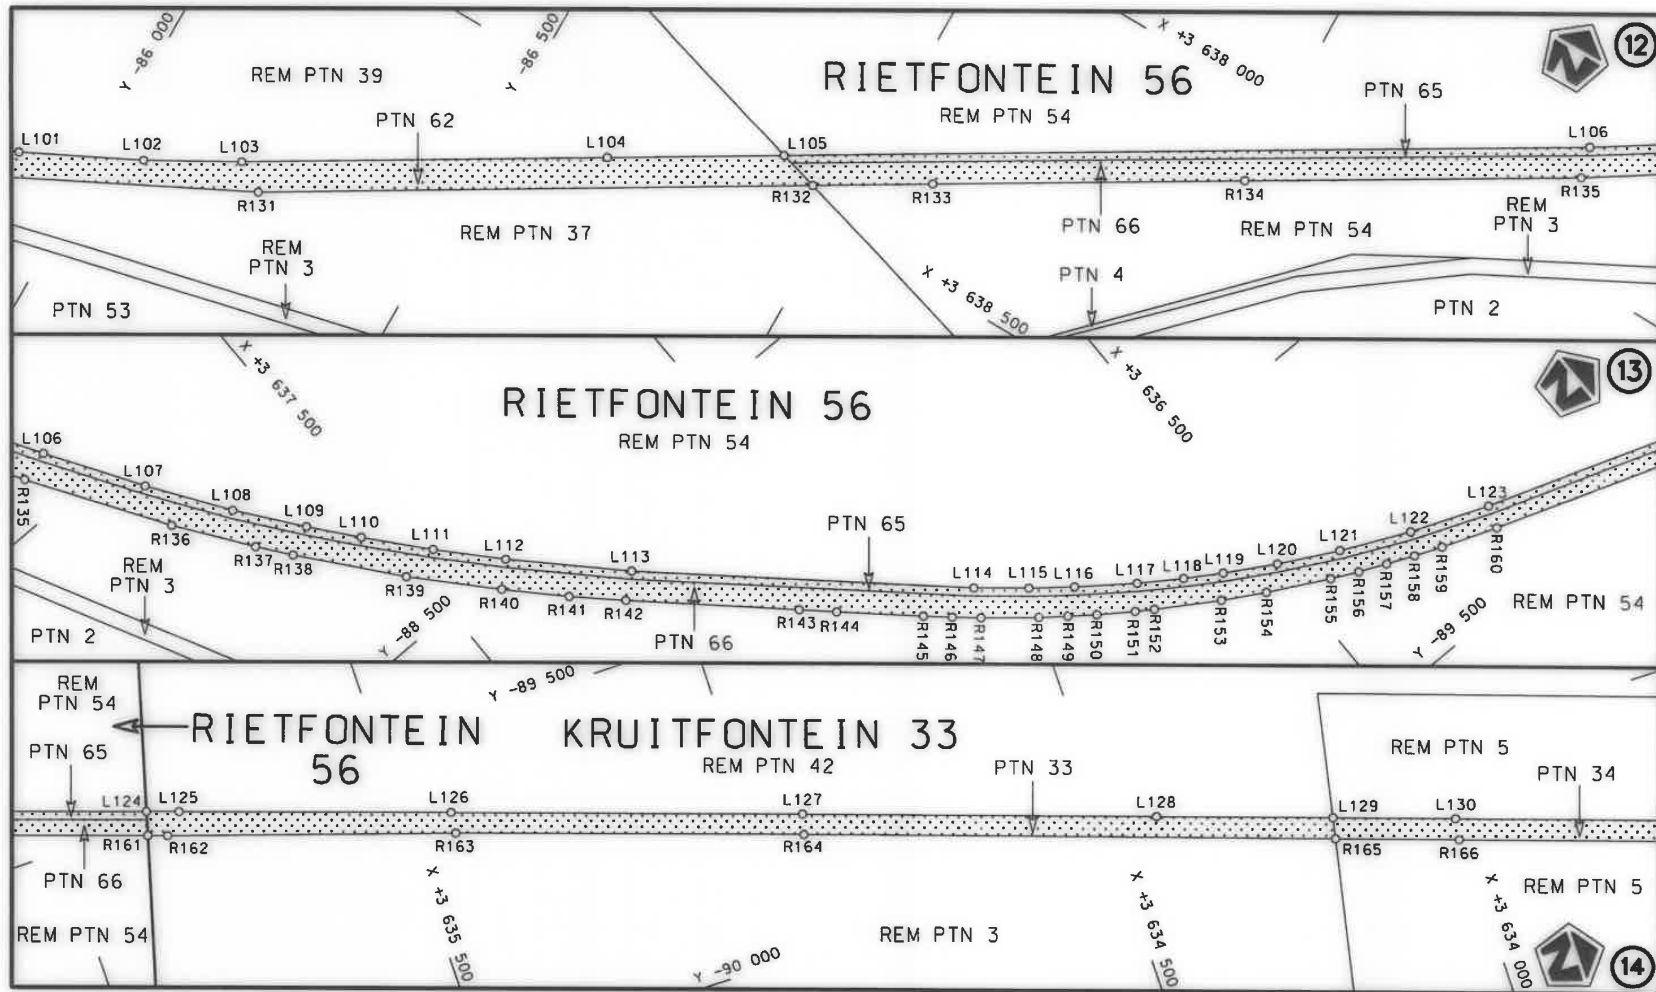 Y -86 000
Y -86 500
X +3 638 000
12
REM PTN 39
RIETFONTEIN 56
REM PTN 54
PTN 65
PTN 62
L101
L102
L103
L104
L105
L106
R131
R132
R133
R134
R135
REM PTN 37
PTN 66
REM PTN 54
REM
PTN 3
REM
PTN 3
PTN 53
X +3 638 500
PTN 4
PTN 2
13
X +3 637 500
X +3 636 500
RIETFONTEIN 56
REM PTN 54
L106
L107
L108
L109
L110
L111
L112
L113
PTN 65
L114
L115
L116
L117
L118
L119
L120
L121
L122
L123
R135
R136
R137
R138
R139
R140
R141
R142
R143
R144
R145
R146
R147
R148
R149
R150
R151
R152
R153
R154
R155
R156
R157
R158
R159
R160
REM
PTN 3
PTN 2
Y -88 500
PTN 66
Y -89 500
REM PTN 54
REM
PTN 54
Y -89 500
RIETFONTEIN
56
KRUITFONTEIN 33
REM PTN 42
PTN 65
PTN 33
REM PTN 5
PTN 34
L124
L125
L126
L127
L128
L129
L130
R161
R162
R163
R164
R165
R166
PTN 66
REM PTN 54
X +3 635 500
Y -90 000
REM PTN 3
X +3 634 500
X +3 634 000
REM PTN 5
14